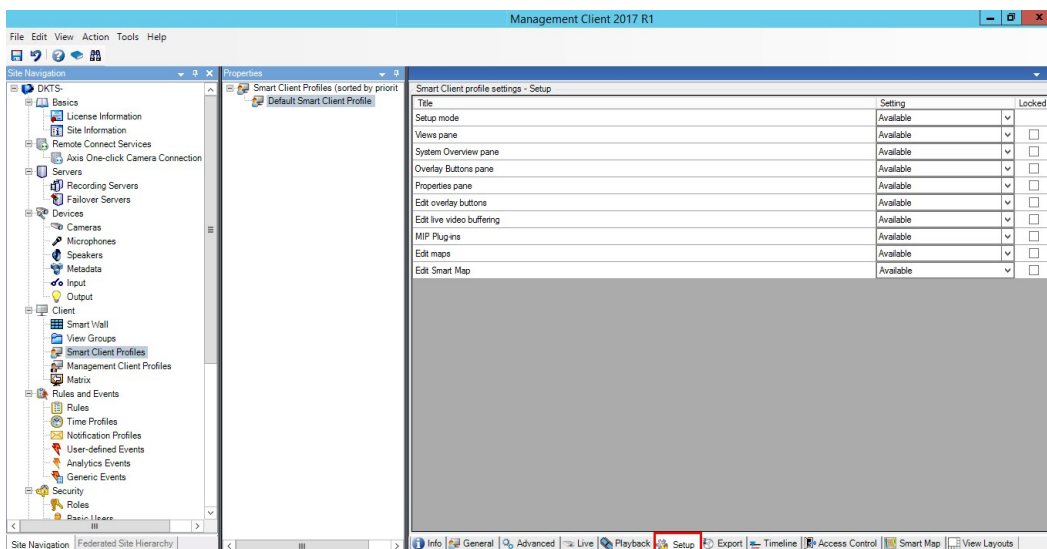 Management Client 2017 R1
File Edit View Action Tools Help
Site Navigation
DKTS-
Basics
License Information
Site Information
Remote Connect Services
Axis One-click Camera Connection
Servers
Recording Servers
Failover Servers
Devices
Cameras
Microphones
Speakers
Metadata
Input
Output
Client
Smart Wall
View Groups
Smart Client Profiles
Management Client Profiles
Matrix
Rules and Events
Rules
Time Profiles
Notification Profiles
User-defined Events
Analytics Events
Generic Events
Security
Roles
Basic Users
Site Navigation Federated Site Hierarchy
Properties
Smart Client Profiles (sorted by priorit
Default Smart Client Profile
Smart Client profile settings - Setup
Title Setting Locked
Setup mode Available
Views pane Available
System Overview pane Available
Overlay Buttons pane Available
Properties pane Available
Edit overlay buttons Available
Edit live video buffering Available
MIP Plug-ins Available
Edit maps Available
Edit Smart Map Available
Info General Advanced Live Playback Setup Export Timeline Access Control Smart Map View Layouts